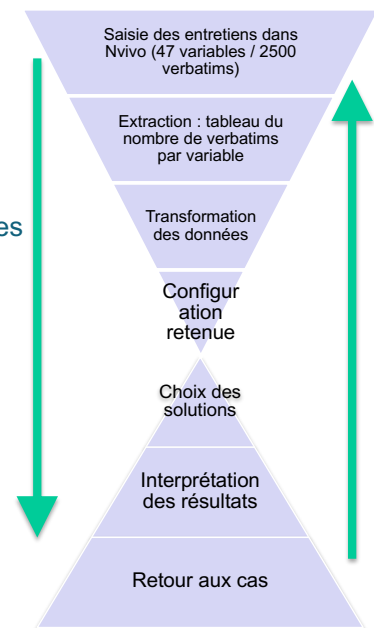 Saisie des entretiens dans
Nvivo (47 variables / 2500
verbatims)
Extraction : tableau du
nombre de verbatims
par variable
Transformation
des données
es
Configur
ation
retenue
Choix des
solutions
Interprétation
des résultats
Retour aux cas